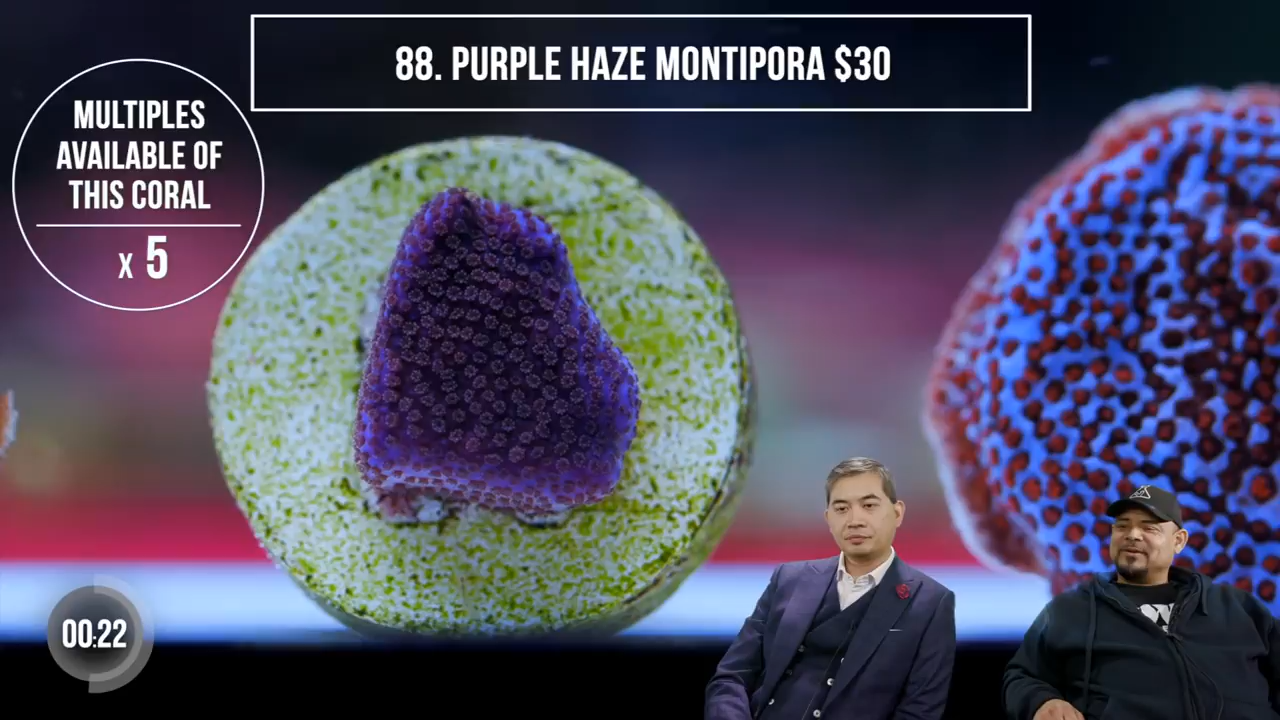 88. PURPLE HAZE MONTIPORA $30
MULTIPLES
AVAILABLE OF
THIS CORAL
x 5
00:22